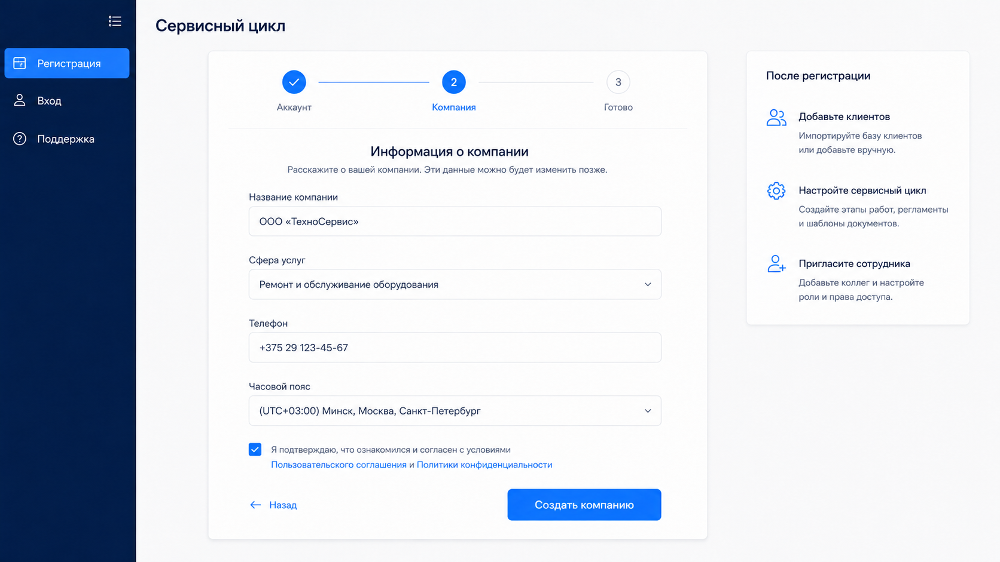 Сервисный цикл
Регистрация
Вход
Поддержка
2
3
Аккаунт
Компания
Готово
Информация о компании
Расскажите о вашей компании. Эти данные можно будет изменить позже.
Название компании
ООО «ТехноСервис»
Сфера услуг
Ремонт и обслуживание оборудования
Телефон
+375 29 123-45-67
Часовой пояс
(UTC+03:00) Минск, Москва, Санкт-Петербург
Я подтверждаю, что ознакомился и согласен с условиями
Пользовательского соглашения и Политики конфиденциальности
Назад
Создать компанию
После регистрации
Добавьте клиентов
Импортируйте базу клиентов
или добавьте вручную.
Настройте сервисный цикл
Создайте этапы работ, регламенты
и шаблоны документов.
Пригласите сотрудника
Добавьте коллег и настройте
роли и права доступа.